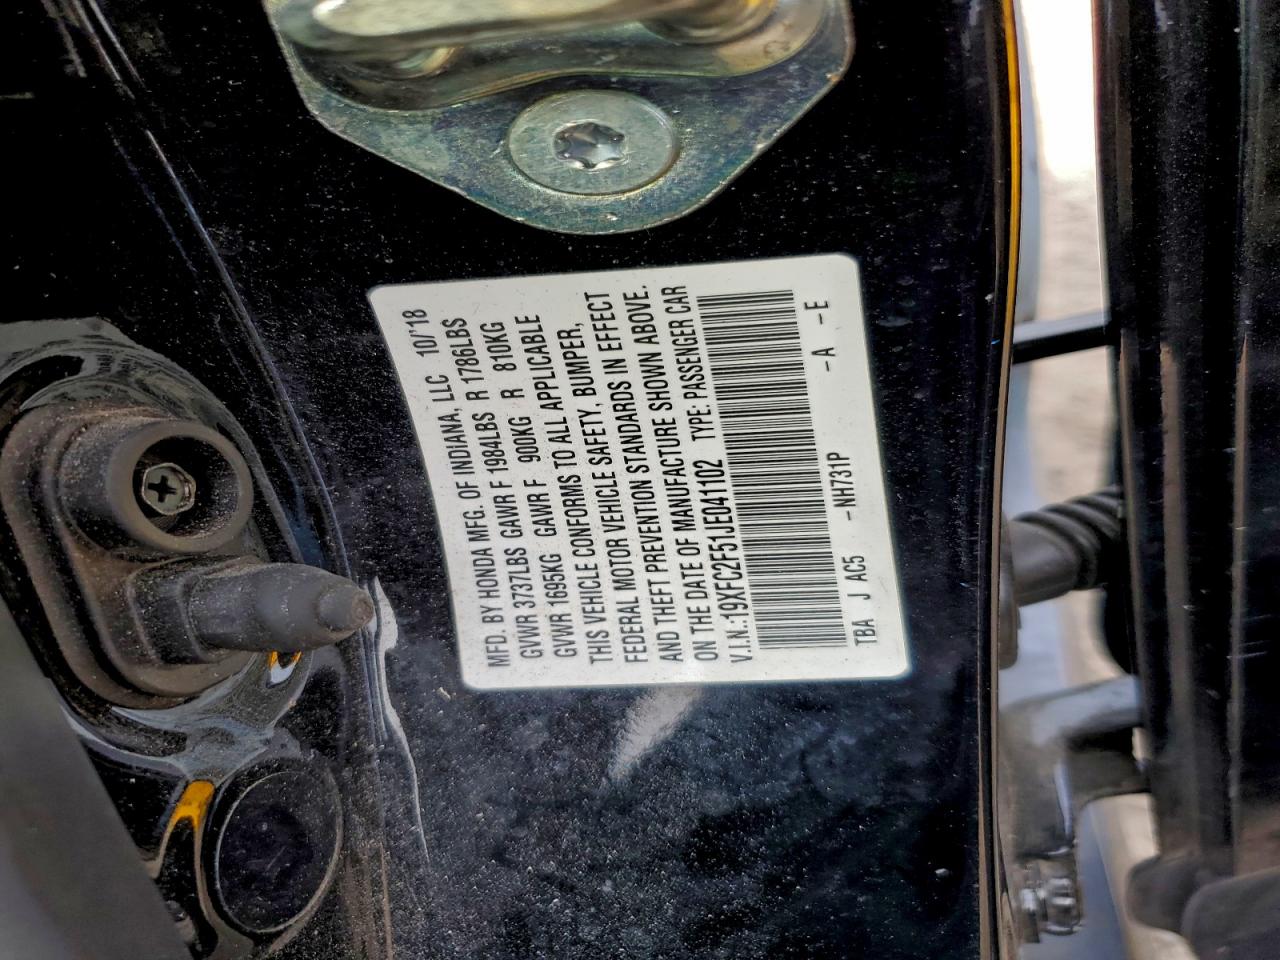 MFD. BY HONDA MFG. OF INDIANA, LLC 10/18
GVWR 3737LBS GAWR F 1984LBS R 1786LBS
GVWR 1695KG GAWR F 900KG R 810KG
THIS VEHICLE CONFORMS TO ALL APPLICABLE
FEDERAL MOTOR VEHICLE SAFETY, BUMPER,
AND THEFT PREVENTION STANDARDS IN EFFECT
ON THE DATE OF MANUFACTURE SHOWN ABOVE.
V.I.N.:19XFC2F51JE041102 TYPE: PASSENGER CAR
TBA J AC5 -NH731P -A -E